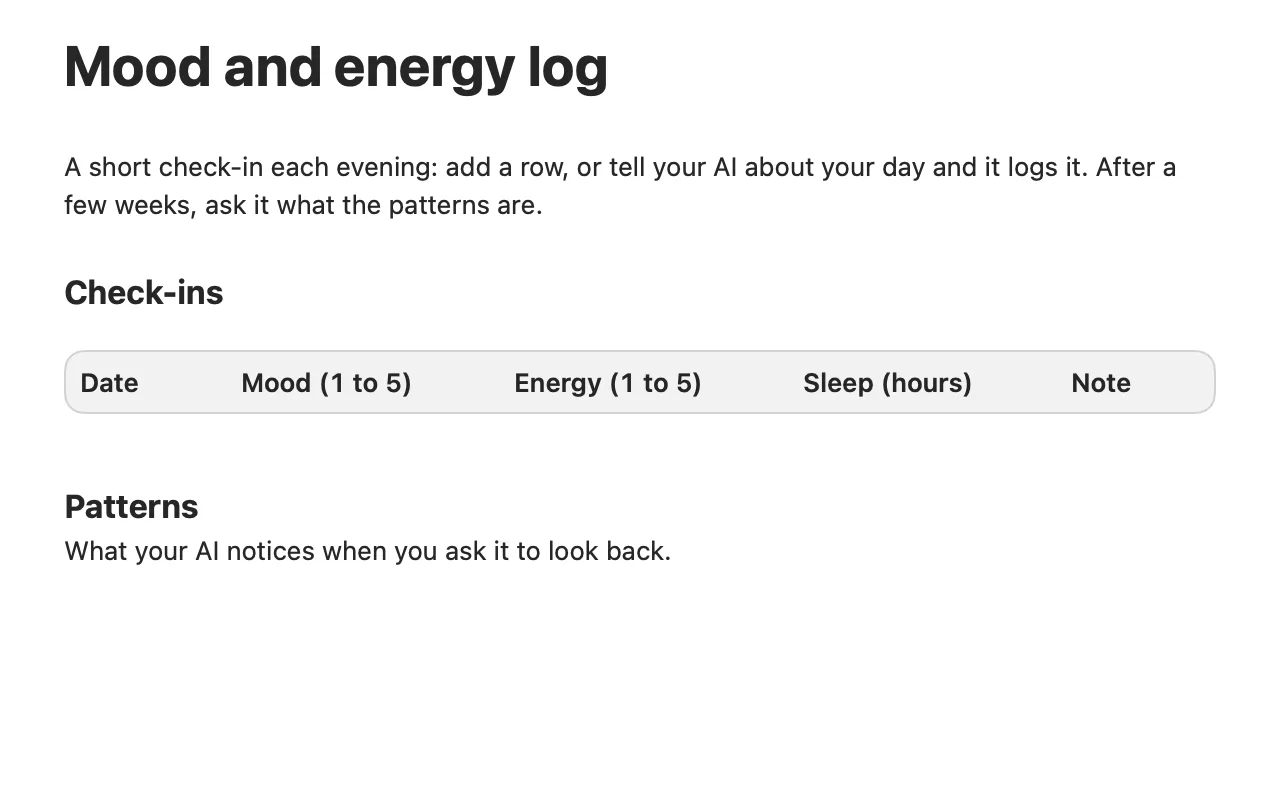 Mood and energy log
A short check-in each evening: add a row, or tell your AI about your day and it logs it. After a
few weeks, ask it what the patterns are.
Check-ins
Date Mood (1 to 5) Energy (1 to 5) Sleep (hours) Note
Patterns
What your AI notices when you ask it to look back.